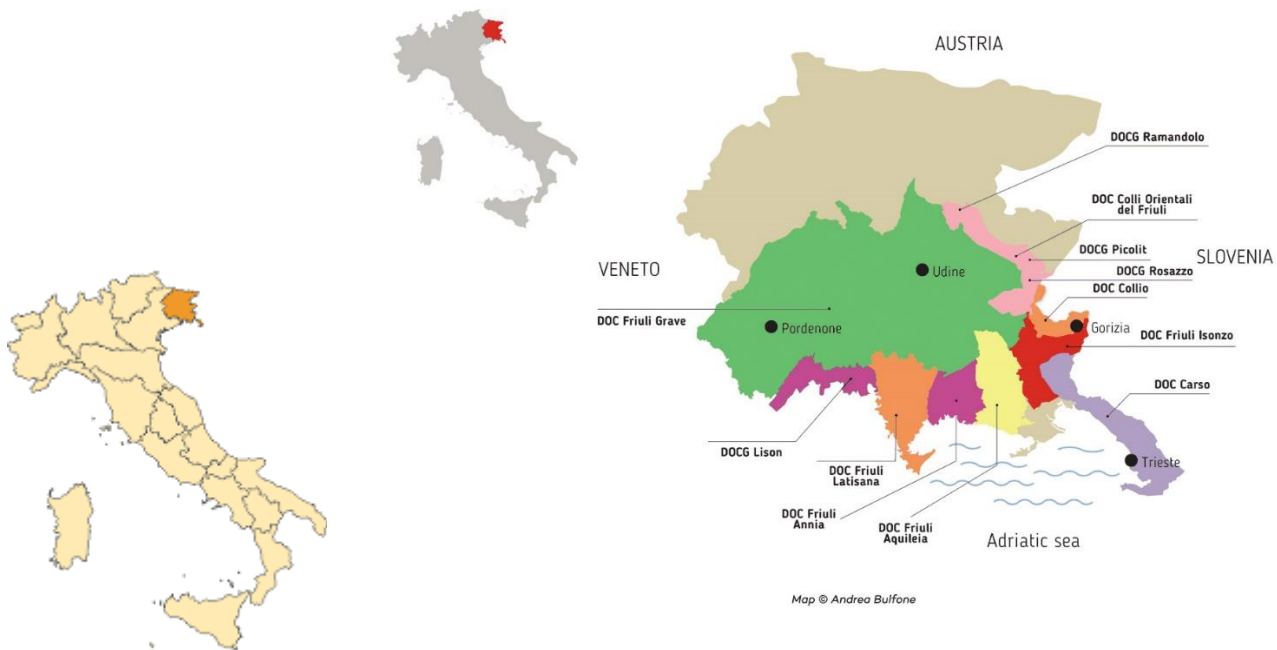 AUSTRIA
DOCG Ramandolo
DOC Colli Orientali
del Friuli
DOCG Picolit
SLOVENIA
VENETO
Udine
DOCG Rosazzo
DOC Collio
DOC Friuli Grave
Pordenone
Gorizia
DOC Friuli Isonzo
DOC Carso
DOCG Lison
DOC Friuli
Latisana
Trieste
DOC Friuli
Annia
DOC Friuli
Aquileia
Adriatic sea
Map © Andrea Bulfone